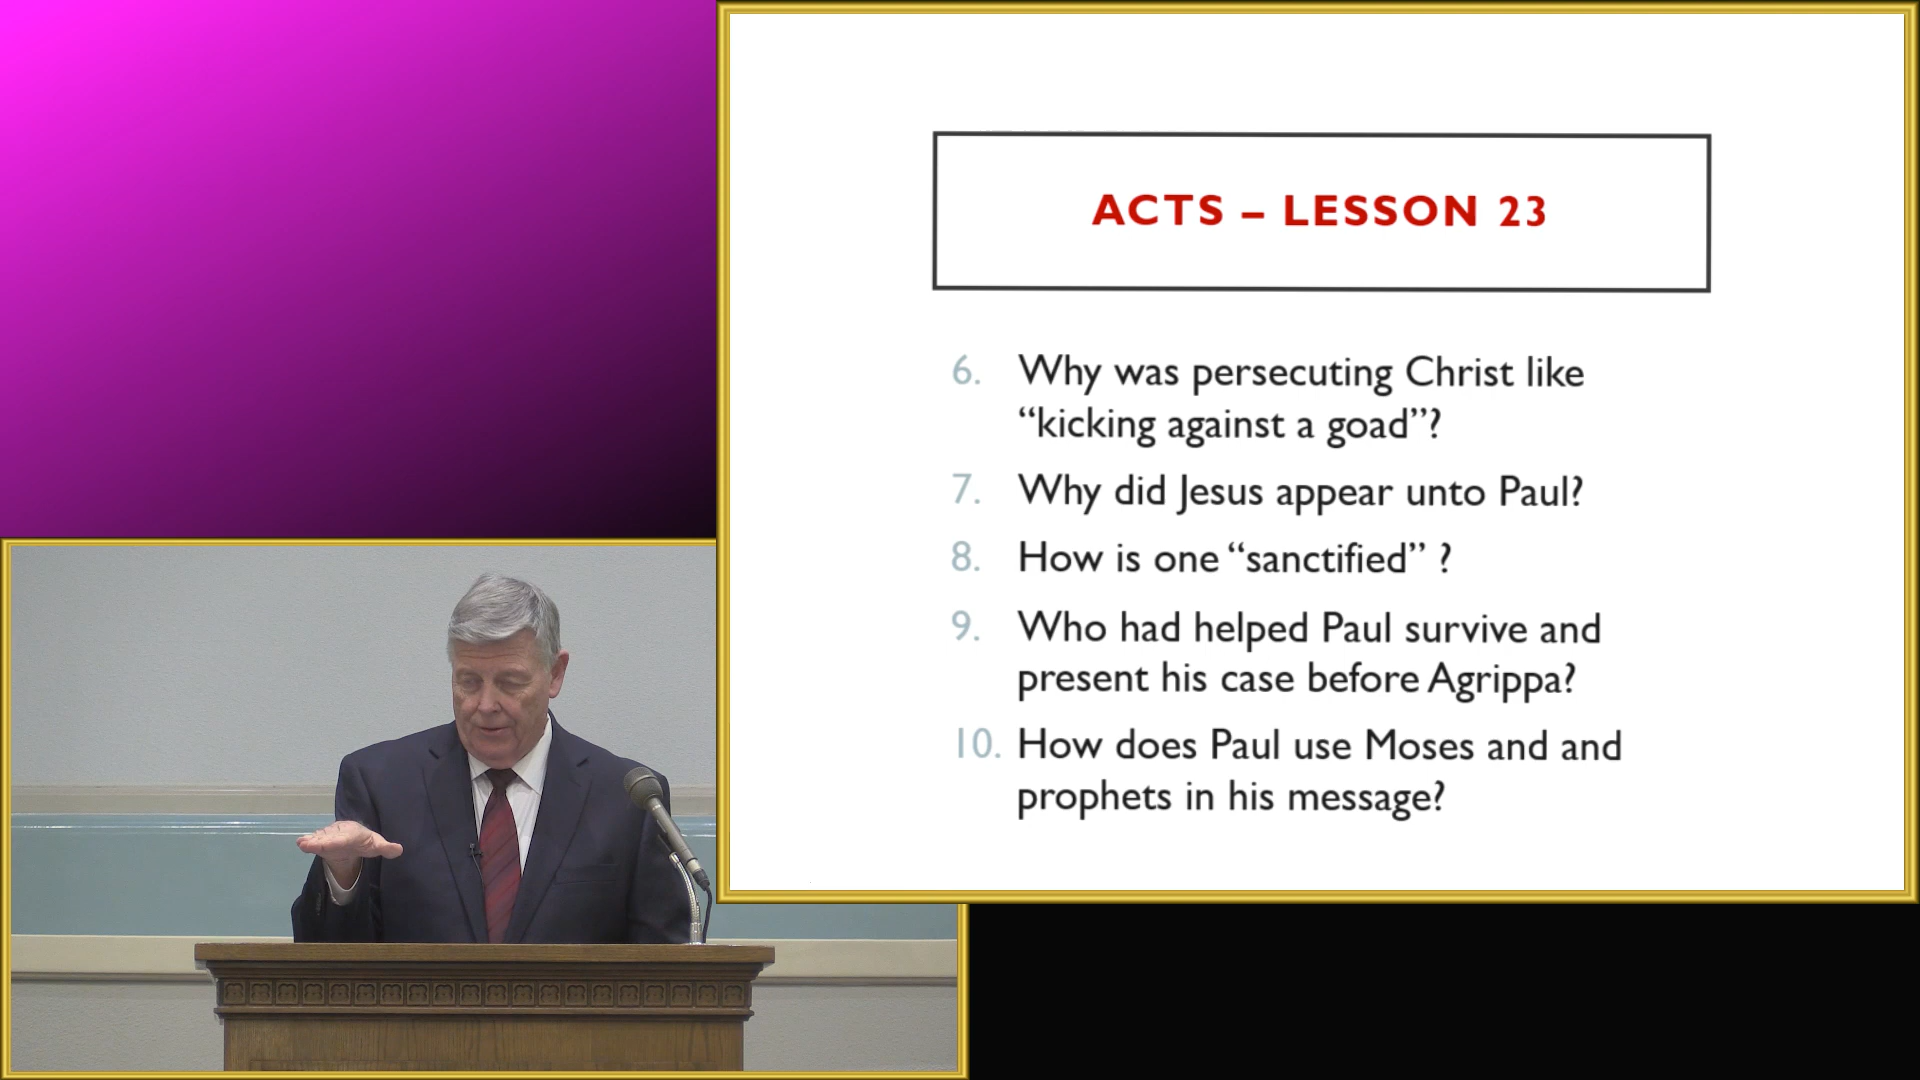 ACTS – LESSON 23
6. Why was persecuting Christ like
“kicking against a goad”?
7. Why did Jesus appear unto Paul?
8. How is one “sanctified” ?
9. Who had helped Paul survive and
present his case before Agrippa?
10. How does Paul use Moses and and
prophets in his message?